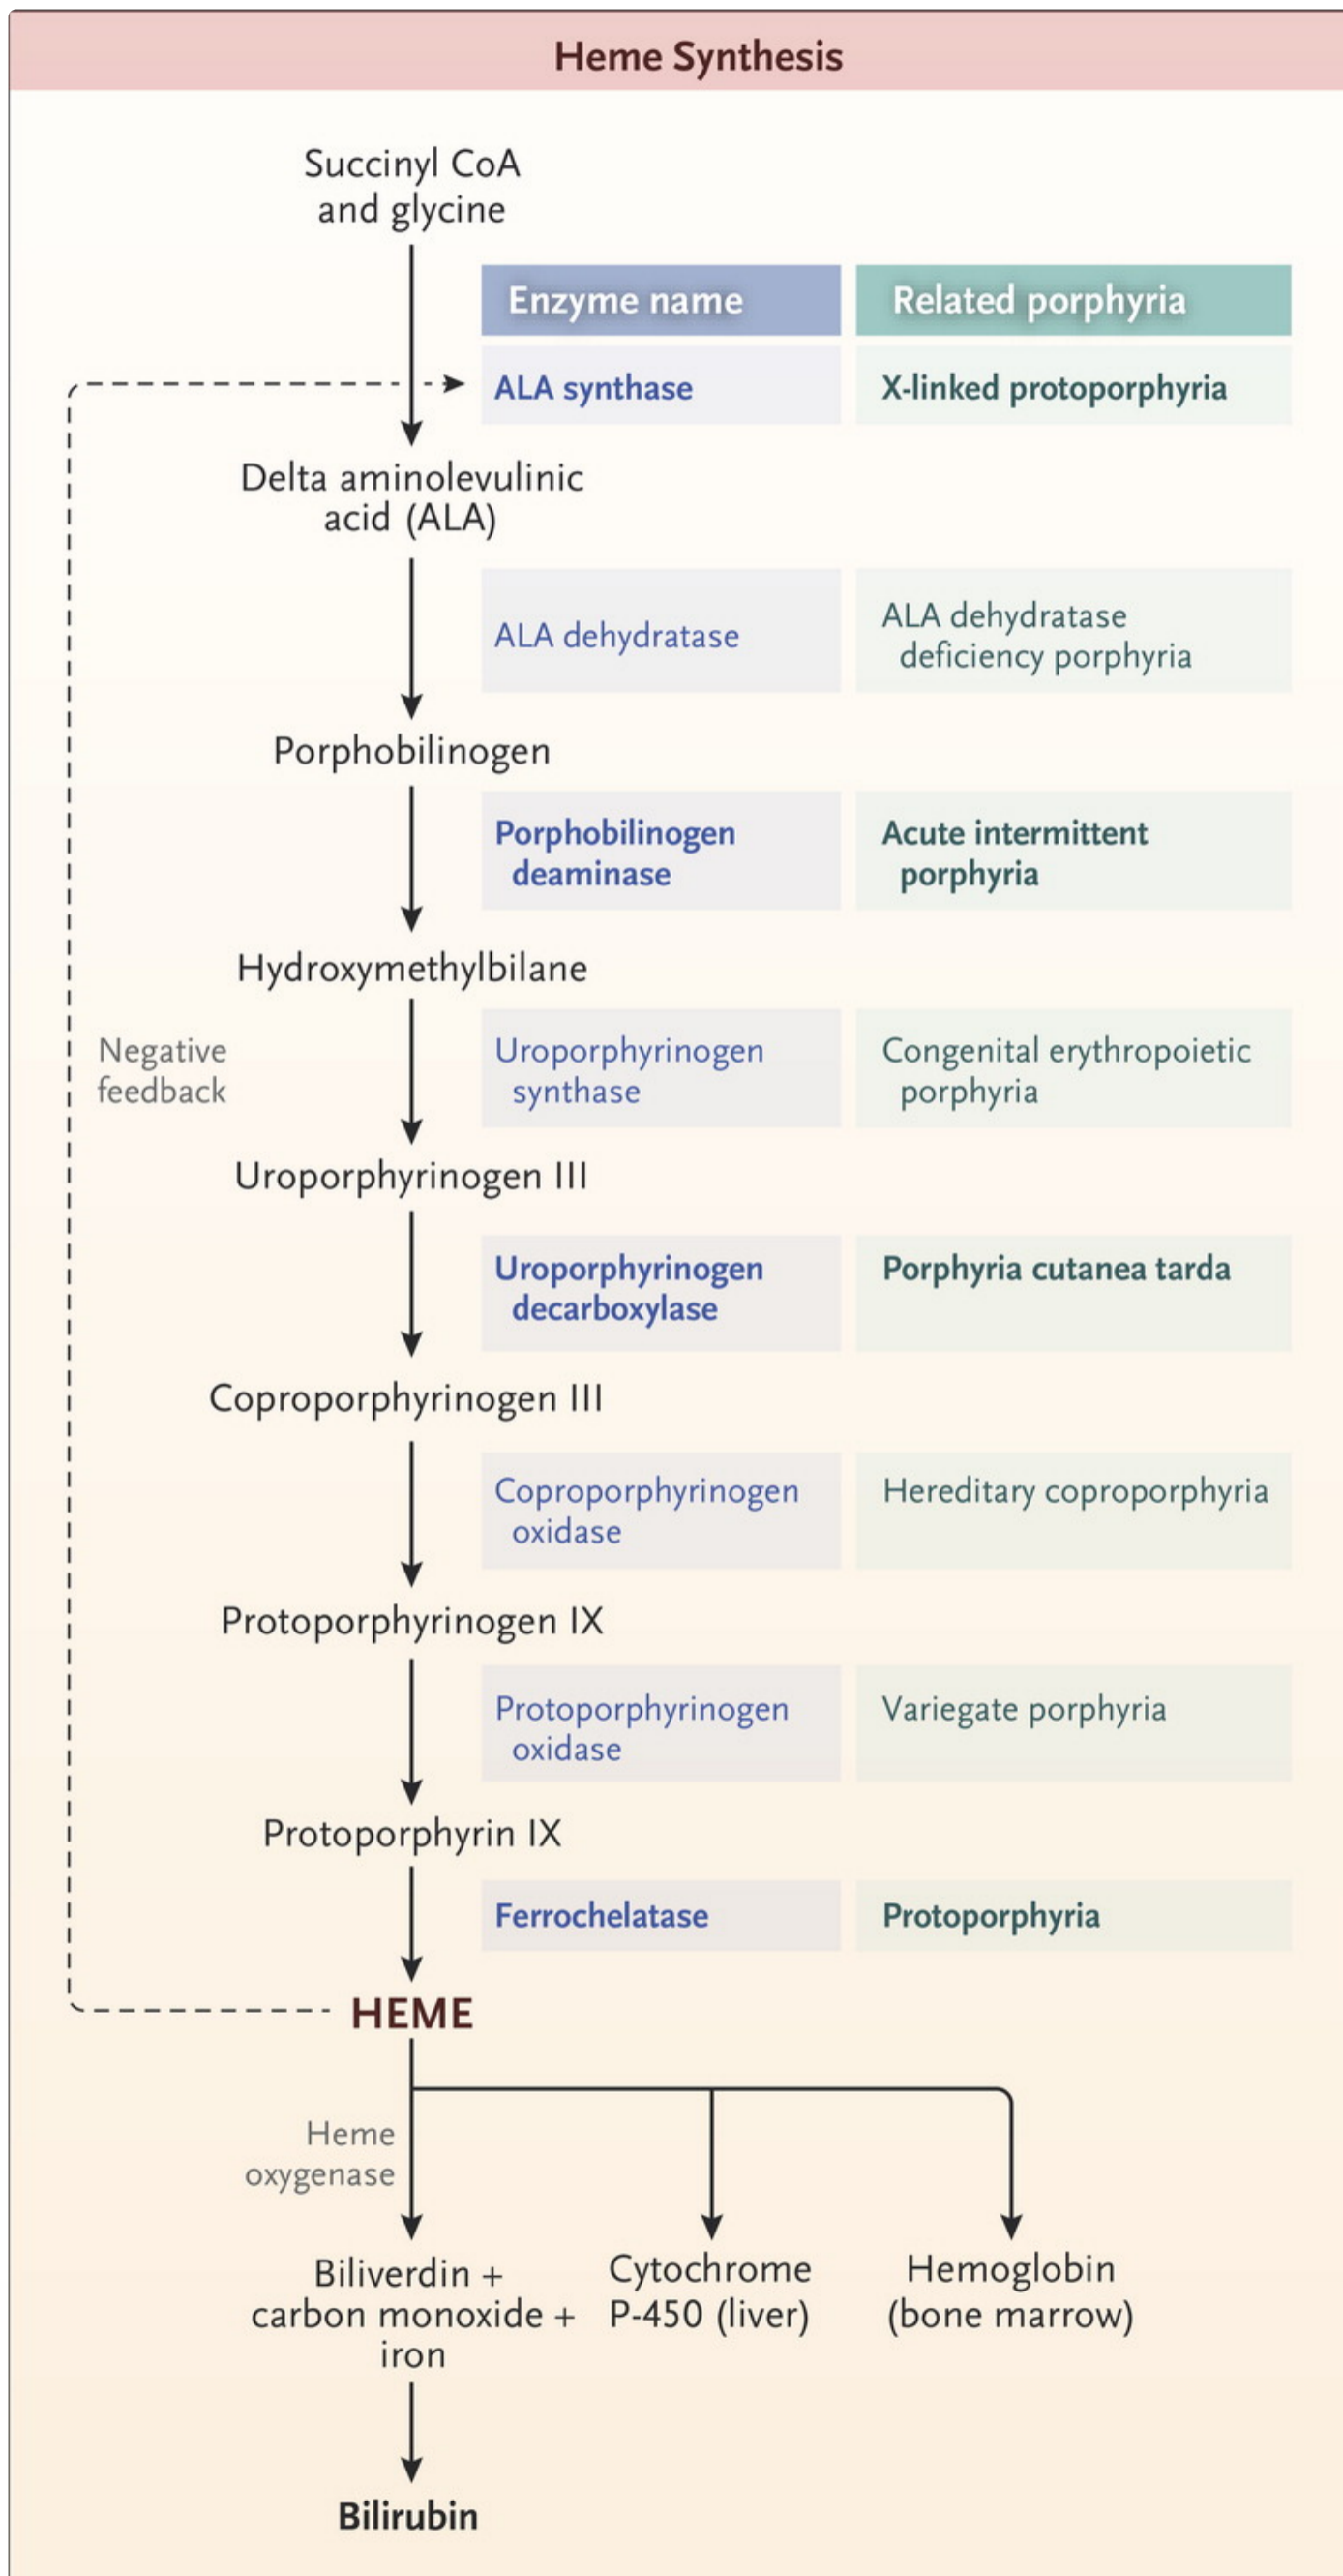 Heme Synthesis
Succinyl CoA
and glycine
Enzyme name
Related porphyria
ALA synthase
X-linked protoporphyria
Delta aminolevulinic
acid (ALA)
ALA dehydratase
ALA dehydratase
deficiency porphyria
Porphobilinogen
Porphobilinogen
deaminase
Acute intermittent
porphyria
Hydroxymethylbilane
Negative
feedback
Uroporphyrinogen
synthase
Congenital erythropoietic
porphyria
Uroporphyrinogen III
Uroporphyrinogen
decarboxylase
Porphyria cutanea tarda
Coproporphyrinogen III
Coproporphyrinogen
oxidase
Hereditary coproporphyria
Protoporphyrinogen IX
Protoporphyrinogen
oxidase
Variegate porphyria
Protoporphyrin IX
Ferrochelatase
Protoporphyria
HEME
Heme
oxygenase
Biliverdin +
carbon monoxide +
iron
Cytochrome
P-450 (liver)
Hemoglobin
(bone marrow)
Bilirubin